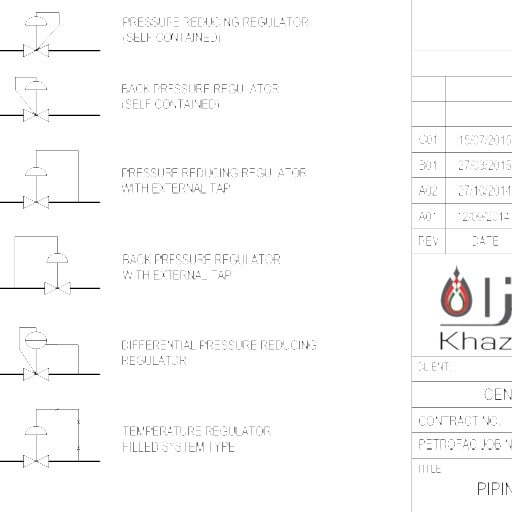 PRESSURE REDUCING REGULATOR
(SELF CONTAINED)
BACK PRESSURE REGULATOR
(SELF CONTAINED)
PRESSURE REDUCING REGULATOR
WITH EXTERNAL TAP
BACK PRESSURE REGULATOR
WITH EXTERNAL TAP
DIFFERENTIAL PRESSURE REDUCING
REGULATOR
TEMPERATURE REGULATOR
FILLED SYSTEM TYPE
C01 15/07/2015
B01 27/03/2015
A02 27/10/2014
A01 12/09/2014
REV DATE
Khaz
CLIENT:
CEN
CONTRACT NO.
PETROFAC JOB N
TITLE
PIPIN